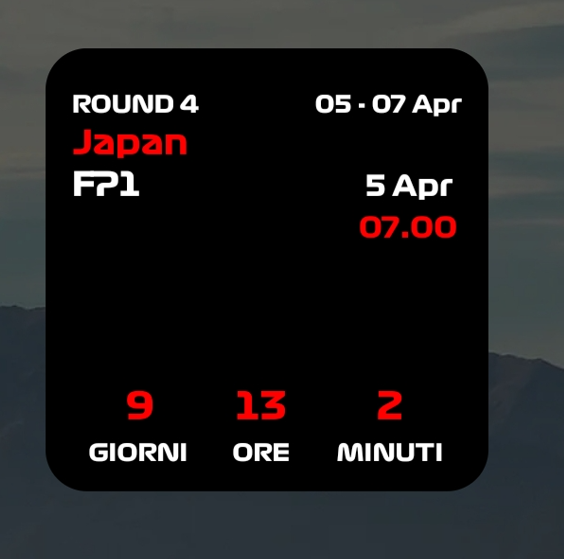 ROUND 4 05 - 07 Apr
Japan
FP1 5 Apr
07.00
9 13 2
GIORNI ORE MINUTI